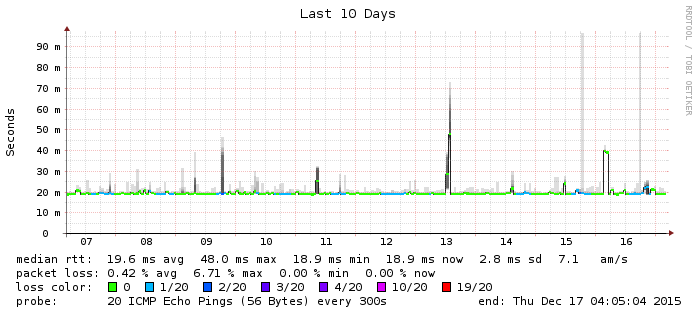 Last 10 Days
RRDTOOL / TOBI OETIKER
Seconds
90 m
80 m
70 m
60 m
50 m
40 m
30 m
20 m
10 m
0
07 08 09 10 11 12 13 14 15 16
median rtt: 19.6 ms avg 48.0 ms max 18.9 ms min 18.9 ms now 2.8 ms sd 7.1 am/s
packet loss: 0.42 % avg 6.71 % max 0.00 % min 0.00 % now
loss color: 0 1/20 2/20 3/20 4/20 10/20 19/20
probe: 20 ICMP Echo Pings (56 Bytes) every 300s end: Thu Dec 17 04:05:04 2015